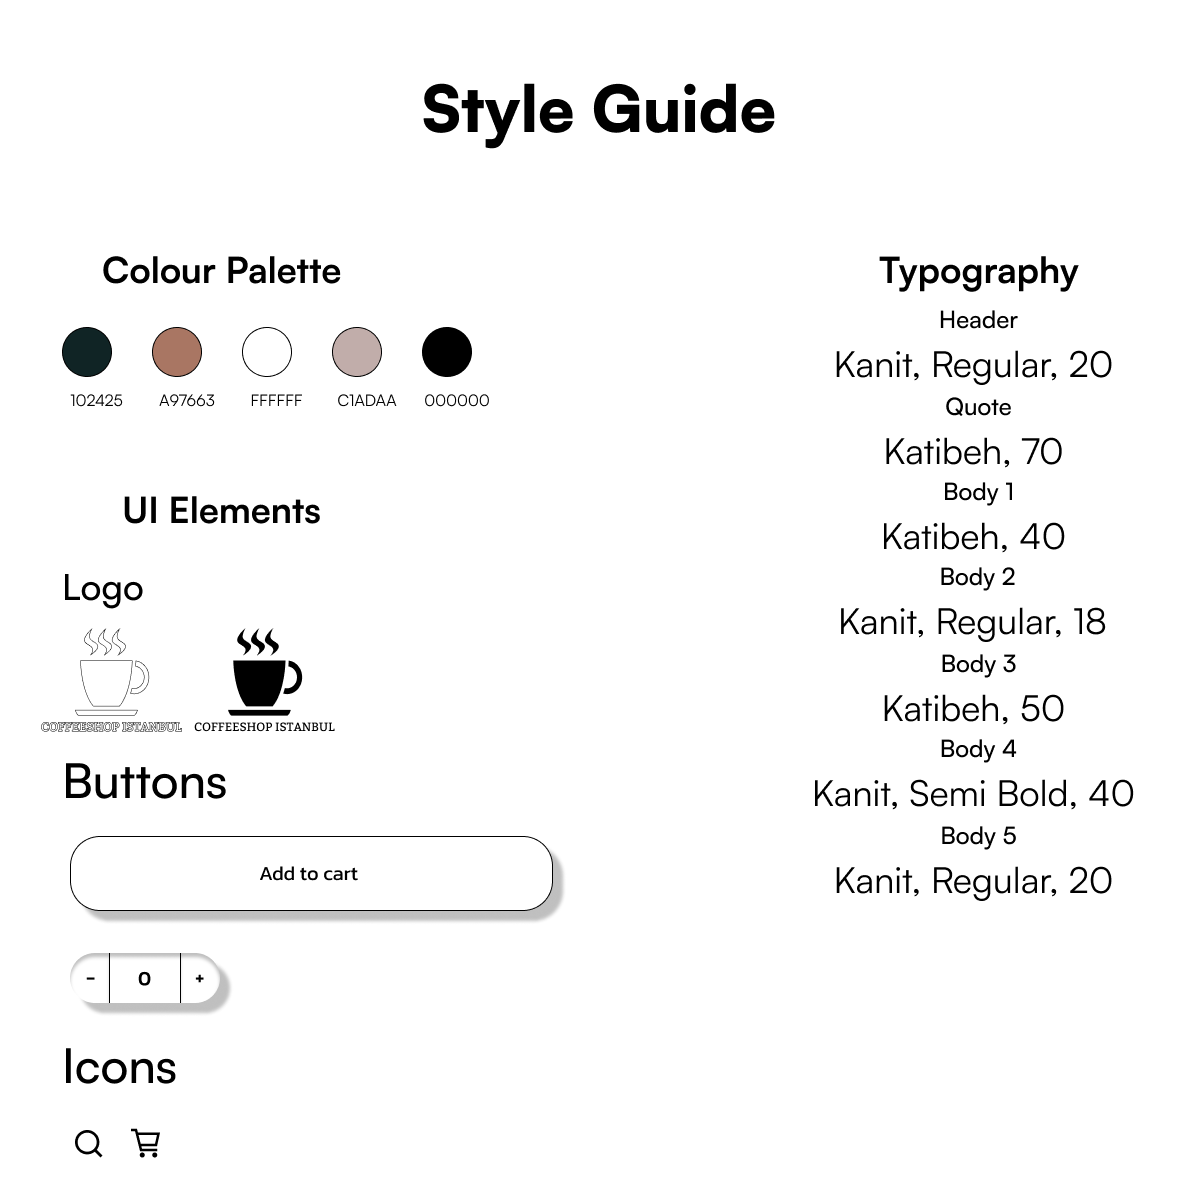 Style Guide
Colour Palette
102425 A97663 FFFFFF C1ADAA 000000
UI Elements
Logo
COFFEESHOP ISTANBUL COFFEESHOP ISTANBUL
Buttons
Add to cart
- 0 +
Icons
Typography
Header
Kanit, Regular, 20
Quote
Katibeh, 70
Body 1
Katibeh, 40
Body 2
Kanit, Regular, 18
Body 3
Katibeh, 50
Body 4
Kanit, Semi Bold, 40
Body 5
Kanit, Regular, 20